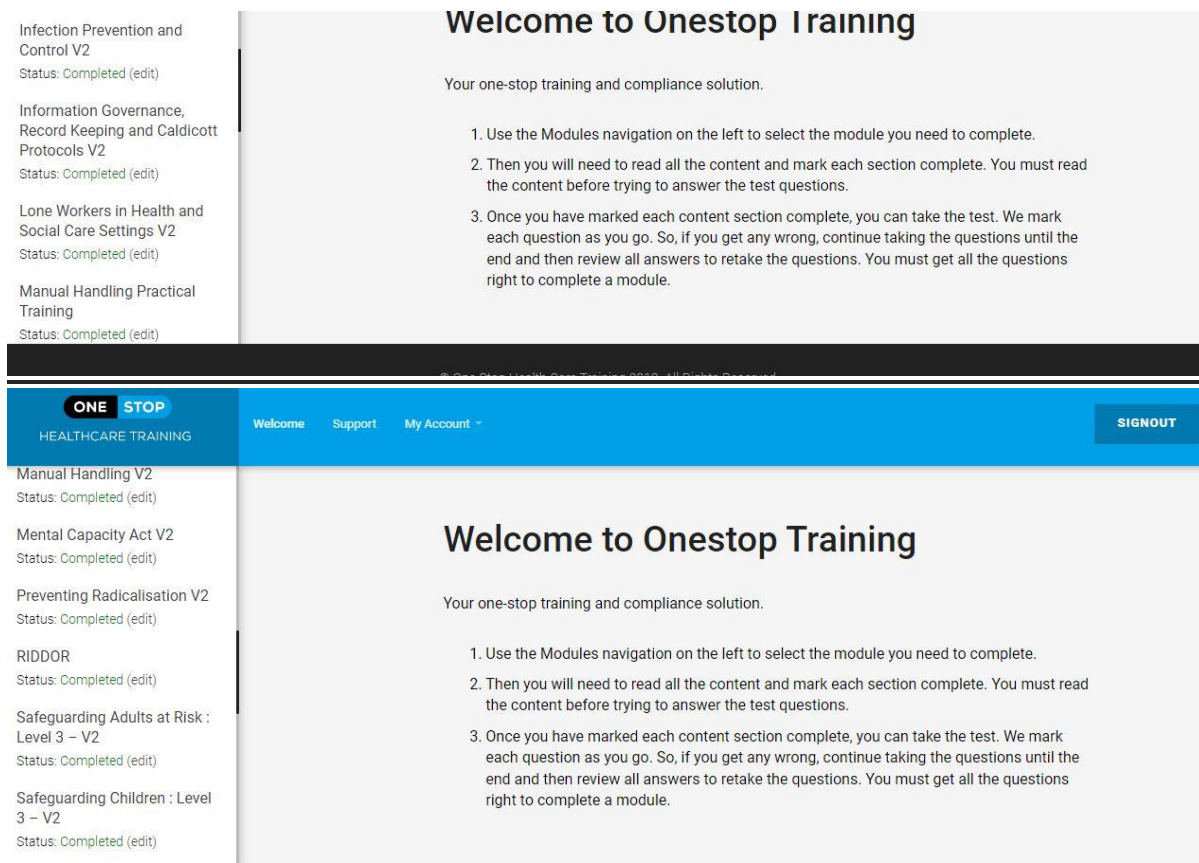 Infection Prevention and
Control V2
Status: Completed (edit)
Information Governance,
Record Keeping and Caldicott
Protocols V2
Status: Completed (edit)
Lone Workers in Health and
Social Care Settings V2
Status: Completed (edit)
Manual Handling Practical
Training
Status: Completed (edit)
Welcome to Onestop Training
Your one-stop training and compliance solution.
1. Use the Modules navigation on the left to select the module you need to complete.
2. Then you will need to read all the content and mark each section complete. You must read
the content before trying to answer the test questions.
3. Once you have marked each content section complete, you can take the test. We mark
each question as you go. So, if you get any wrong, continue taking the questions until the
end and then review all answers to retake the questions. You must get all the questions
right to complete a module.
ONE STOP
HEALTHCARE TRAINING
Welcome Support My Account
SIGNOUT
Manual Handling V2
Status: Completed (edit)
Mental Capacity Act V2
Status: Completed (edit)
Preventing Radicalisation V2
Status: Completed (edit)
RIDDOR
Status: Completed (edit)
Safeguarding Adults at Risk :
Level 3 – V2
Status: Completed (edit)
Safeguarding Children : Level
3 – V2
Status: Completed (edit)
Welcome to Onestop Training
Your one-stop training and compliance solution.
1. Use the Modules navigation on the left to select the module you need to complete.
2. Then you will need to read all the content and mark each section complete. You must read
the content before trying to answer the test questions.
3. Once you have marked each content section complete, you can take the test. We mark
each question as you go. So, if you get any wrong, continue taking the questions until the
end and then review all answers to retake the questions. You must get all the questions
right to complete a module.